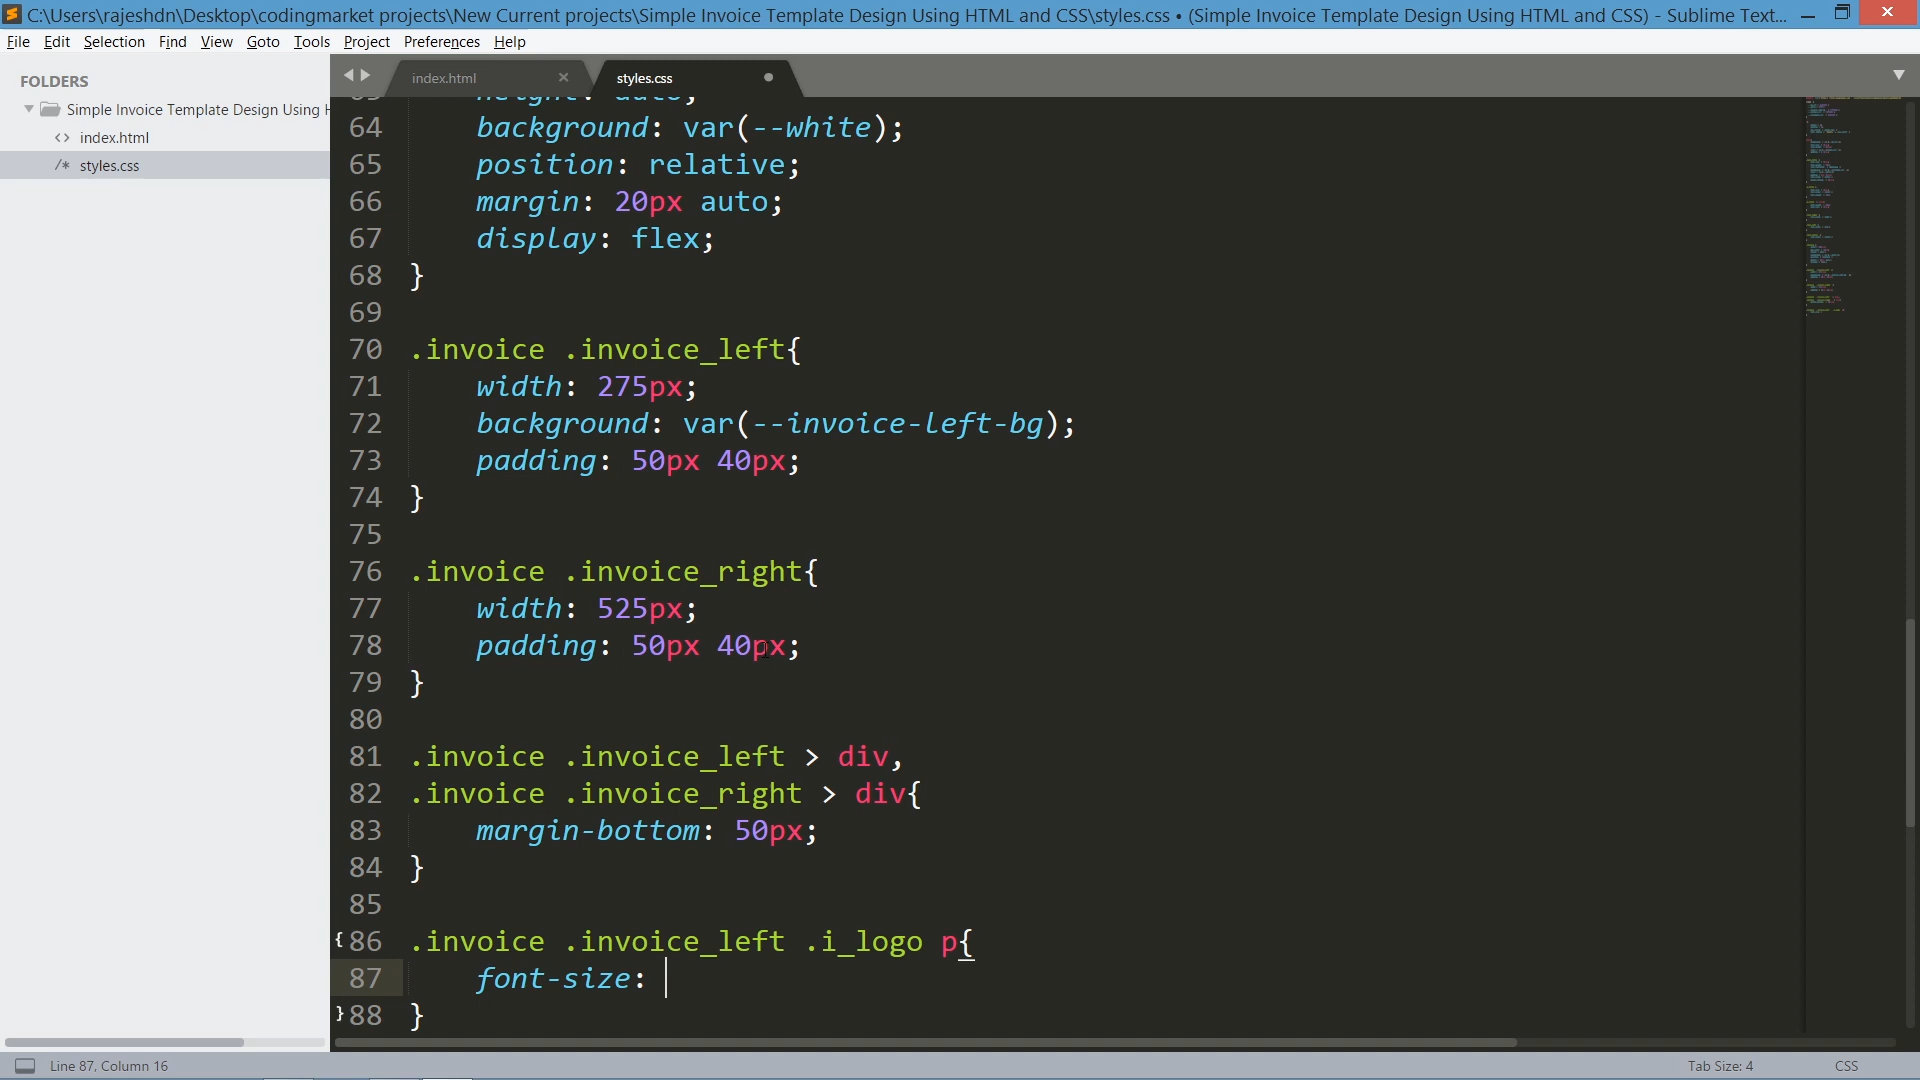 C:\Users\rajeshdn\Desktop\codingmarket projects\New Current projects\Simple Invoice Template Design Using HTML and CSS\styles.css • (Simple Invoice Template Design Using HTML and CSS) - Sublime Text...
File Edit Selection Find View Goto Tools Project Preferences Help
FOLDERS
Simple Invoice Template Design Using H
<> index.html
/* styles.css
index.html
styles.css
64 background: var(--white);
65 position: relative;
66 margin: 20px auto;
67 display: flex;
68 }
69
70 .invoice .invoice_left{
71 width: 275px;
72 background: var(--invoice-left-bg);
73 padding: 50px 40px;
74 }
75
76 .invoice .invoice_right{
77 width: 525px;
78 padding: 50px 40px;
79 }
80
81 .invoice .invoice_left > div,
82 .invoice .invoice_right > div{
83 margin-bottom: 50px;
84 }
85
86 .invoice .invoice_left .i_logo p{
87 font-size:
88 }
Line 87, Column 16
Tab Size: 4
CSS